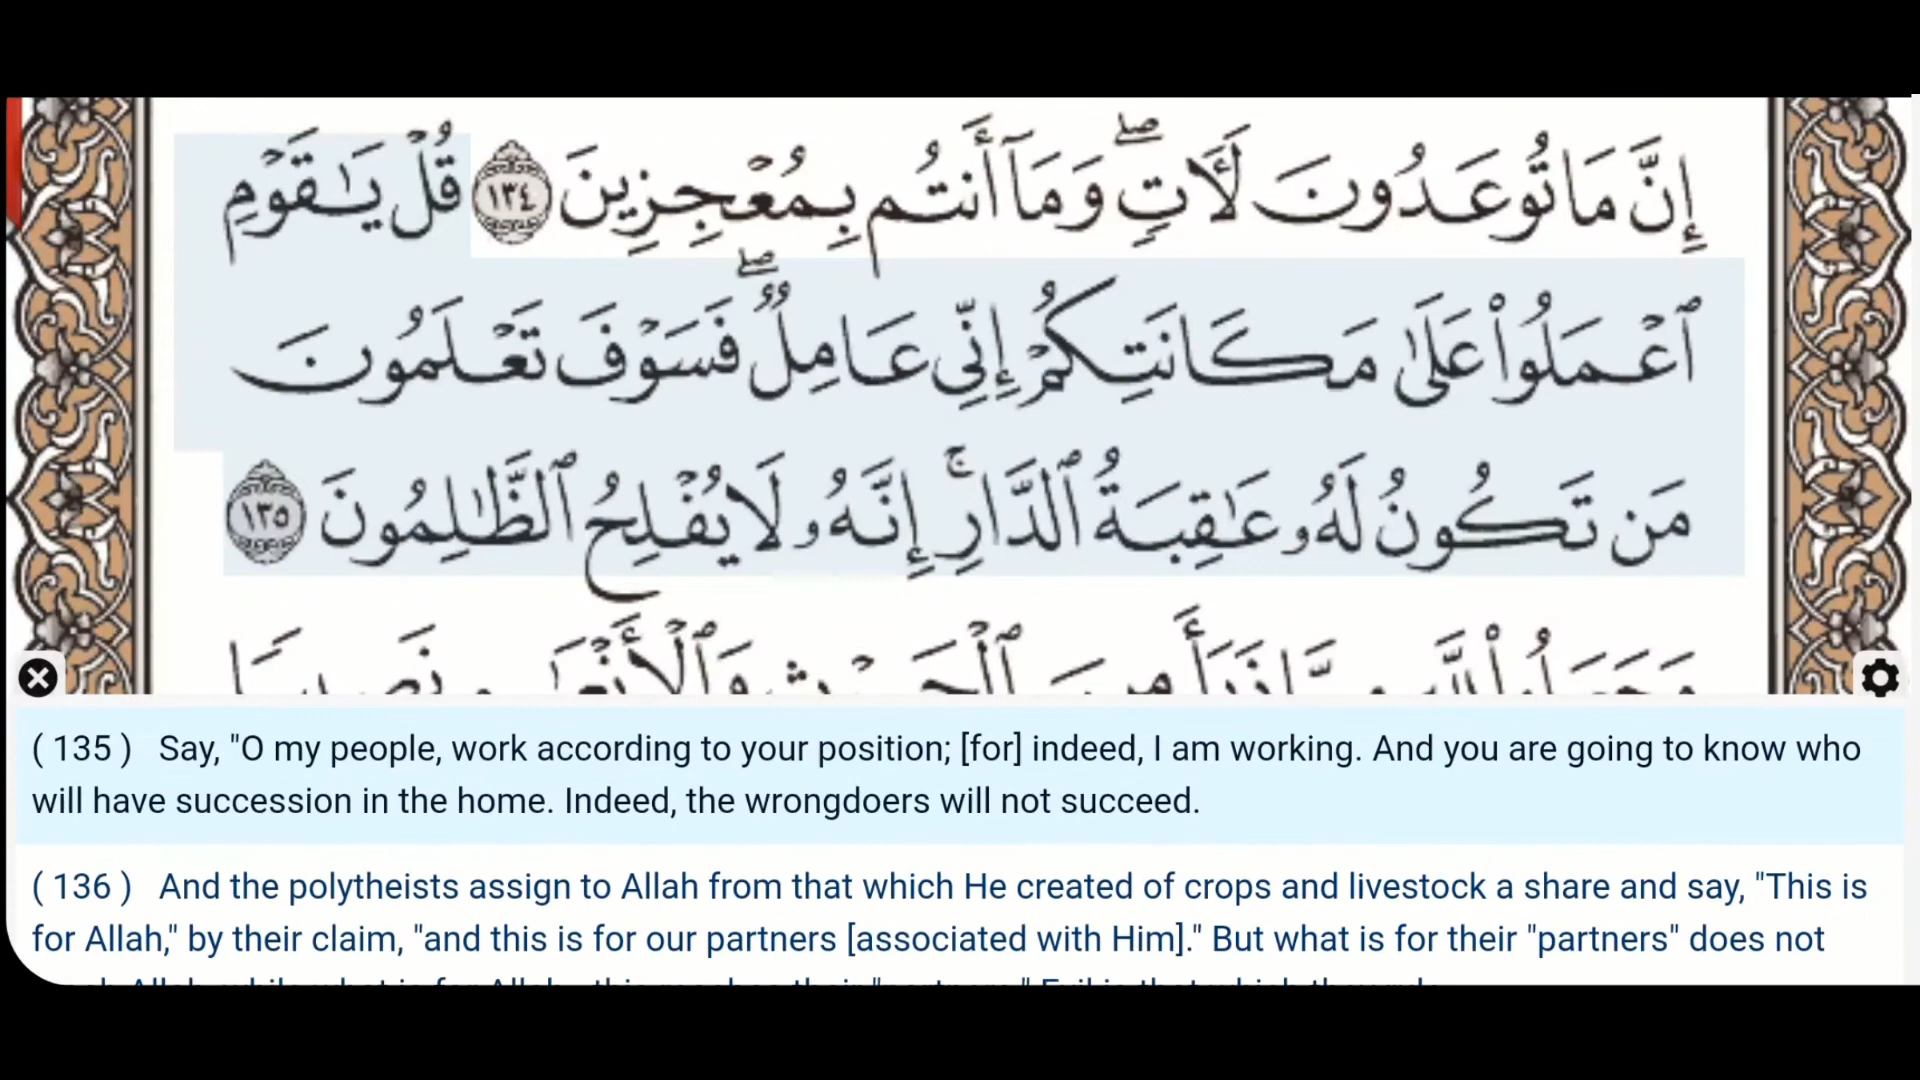 إِنَّ مَا تُوعَدُونَ لَـَٔاتٍ ۖ وَمَآ أَنتُم بِمُعْجِزِينَ ١٣٤ قُلْ يَـٰقَوْمِ
ٱعْمَلُوا۟ عَلَىٰ مَكَانَتِكُمْ إِنِّى عَامِلٌ ۖ فَسَوْفَ تَعْلَمُونَ
مَن تَكُونُ لَهُۥ عَـٰقِبَةُ ٱلدَّارِ ۚ إِنَّهُۥ لَا يُفْلِحُ ٱلظَّـٰلِمُونَ ١٣٥
( 135 ) Say, "O my people, work according to your position; [for] indeed, I am working. And you are going to know who
will have succession in the home. Indeed, the wrongdoers will not succeed.
( 136 ) And the polytheists assign to Allah from that which He created of crops and livestock a share and say, "This is
for Allah," by their claim, "and this is for our partners [associated with Him]." But what is for their "partners" does not